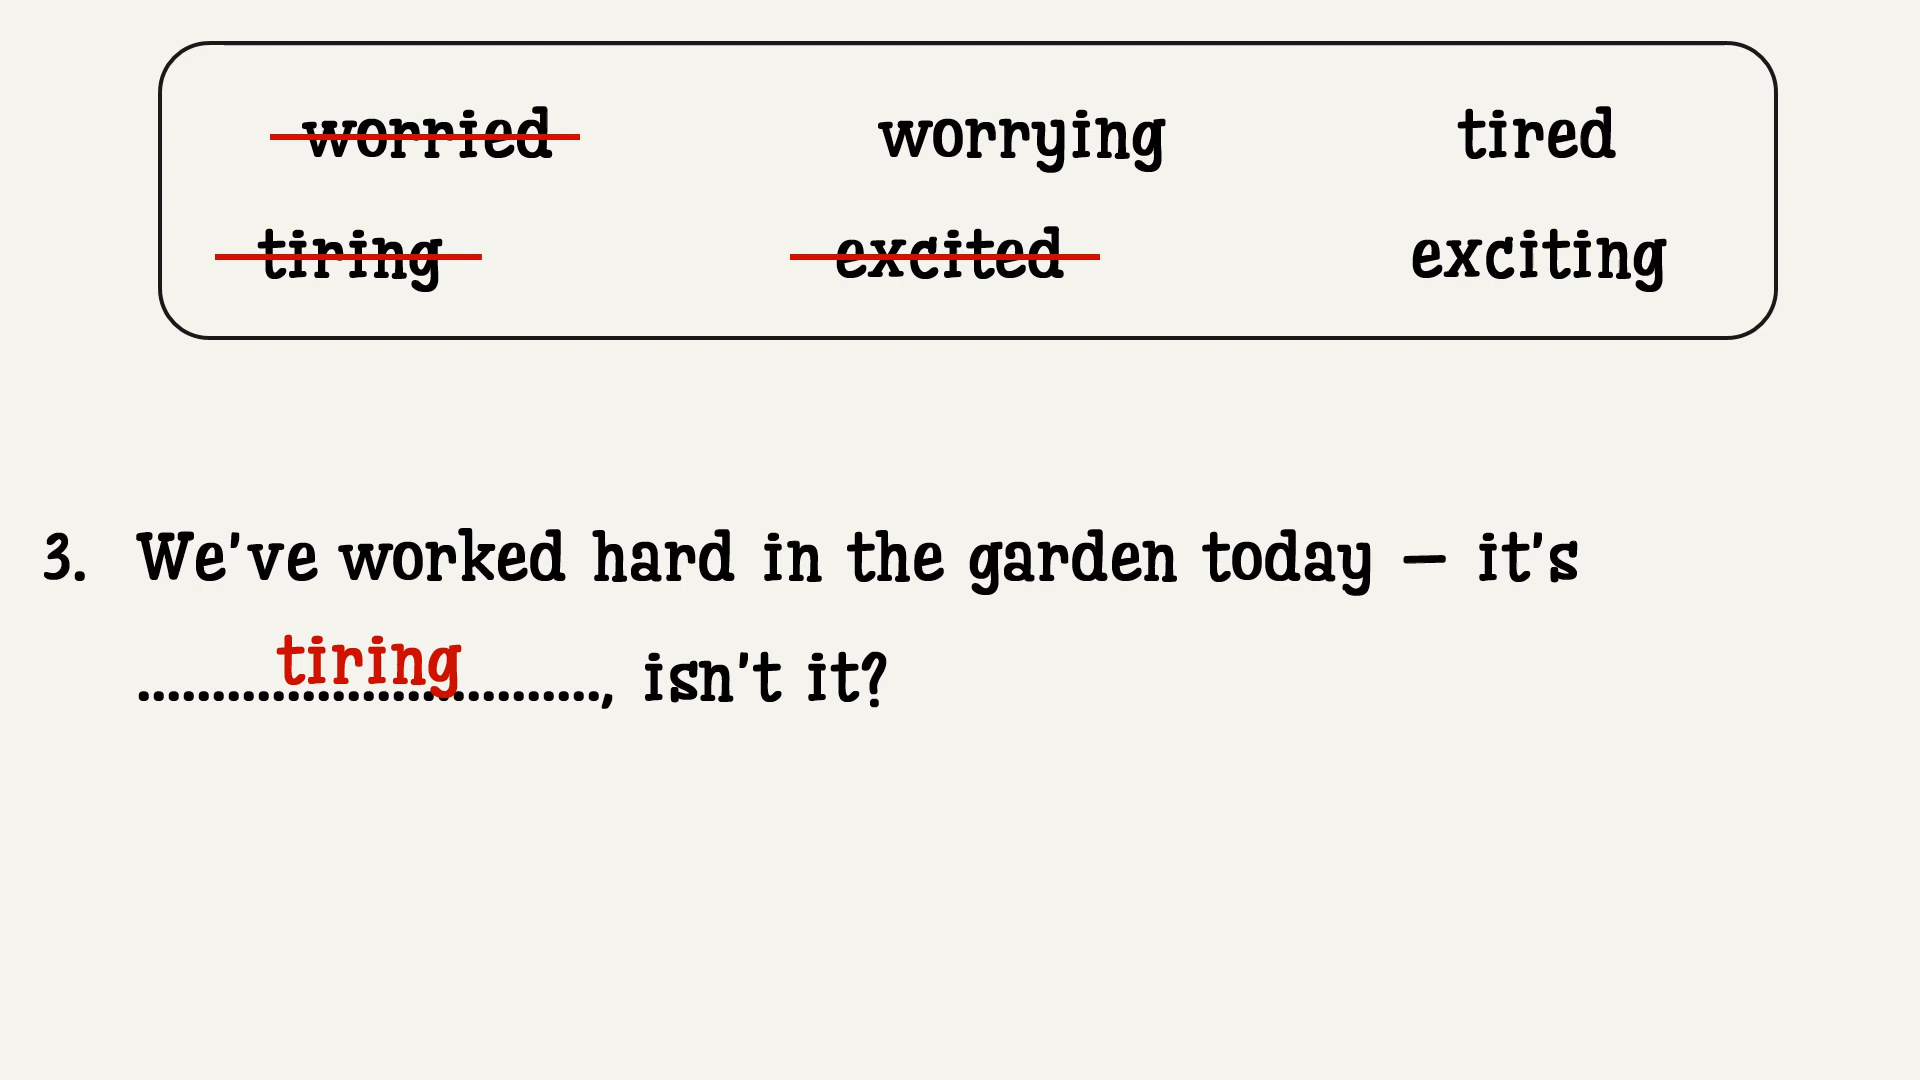 worried worrying tired
tiring excited exciting
3. We've worked hard in the garden today – it's
tiring
..............................., isn't it?